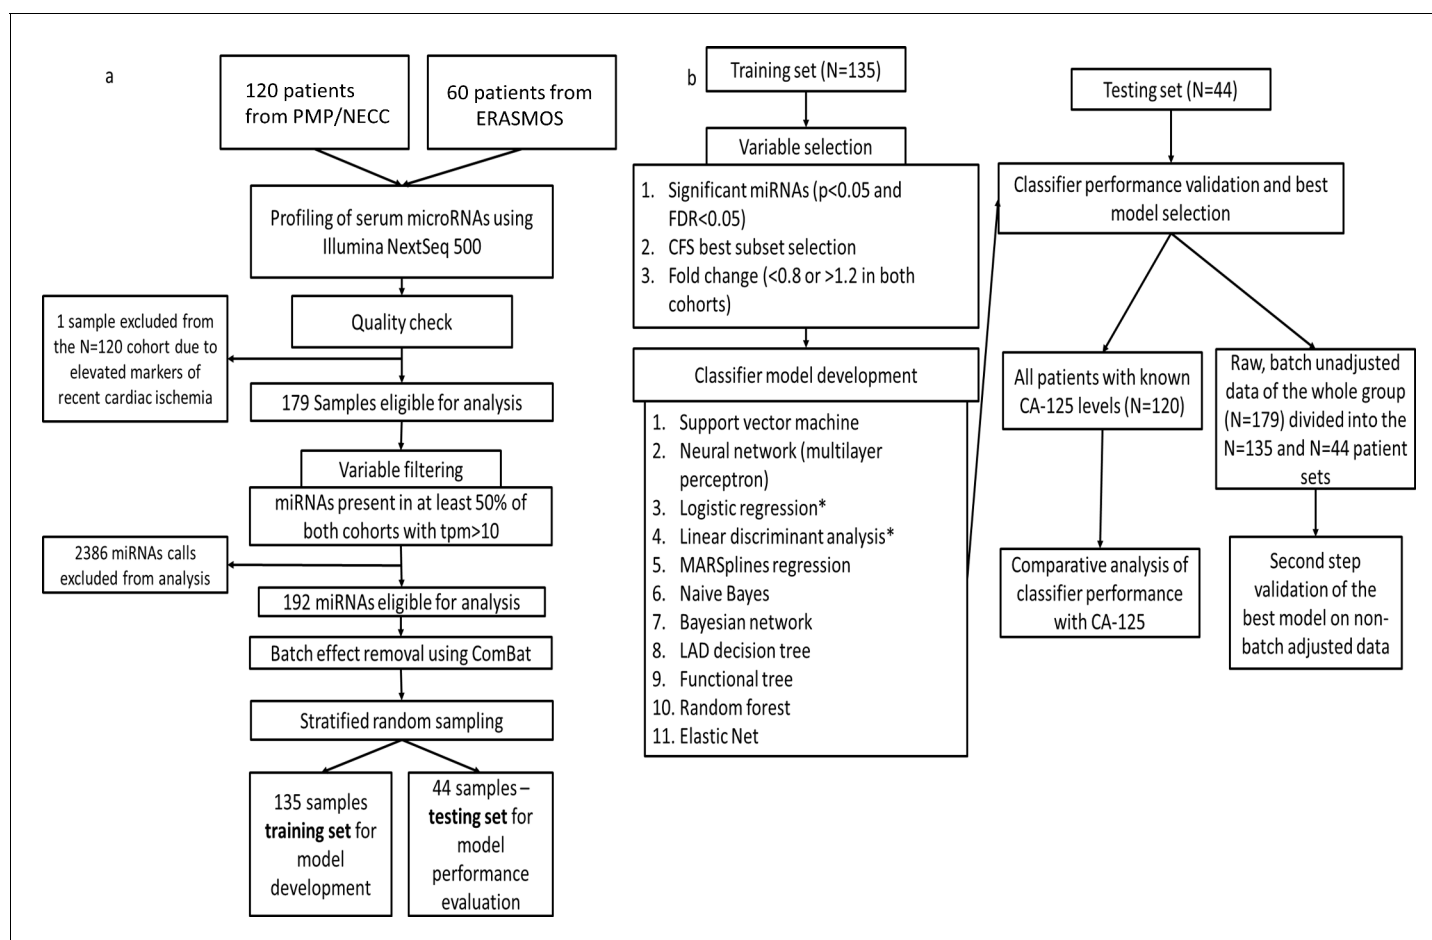 a
120 patients
from PMP/NECC
60 patients from
ERASMOS
Profiling of serum microRNAs using
Illumina NextSeq 500
Quality check
1 sample excluded from
the N=120 cohort due to
elevated markers of
recent cardiac ischemia
179 Samples eligible for analysis
Variable filtering
miRNAs present in at least 50% of
both cohorts with tpm>10
2386 miRNAs calls
excluded from analysis
192 miRNAs eligible for analysis
Batch effect removal using ComBat
Stratified random sampling
135 samples
training set for
model
development
44 samples –
testing set for
model
performance
evaluation
b
Training set (N=135)
Variable selection
1. Significant miRNAs (p<0.05 and
FDR<0.05)
2. CFS best subset selection
3. Fold change (<0.8 or >1.2 in both
cohorts)
Classifier model development
1. Support vector machine
2. Neural network (multilayer
perceptron)
3. Logistic regression*
4. Linear discriminant analysis*
5. MARSplines regression
6. Naive Bayes
7. Bayesian network
8. LAD decision tree
9. Functional tree
10. Random forest
11. Elastic Net
Testing set (N=44)
Classifier performance validation and best
model selection
All patients with known
CA-125 levels (N=120)
Comparative analysis of
classifier performance
with CA-125
Raw, batch unadjusted
data of the whole group
(N=179) divided into the
N=135 and N=44 patient
sets
Second step
validation of the
best model on non-
batch adjusted data